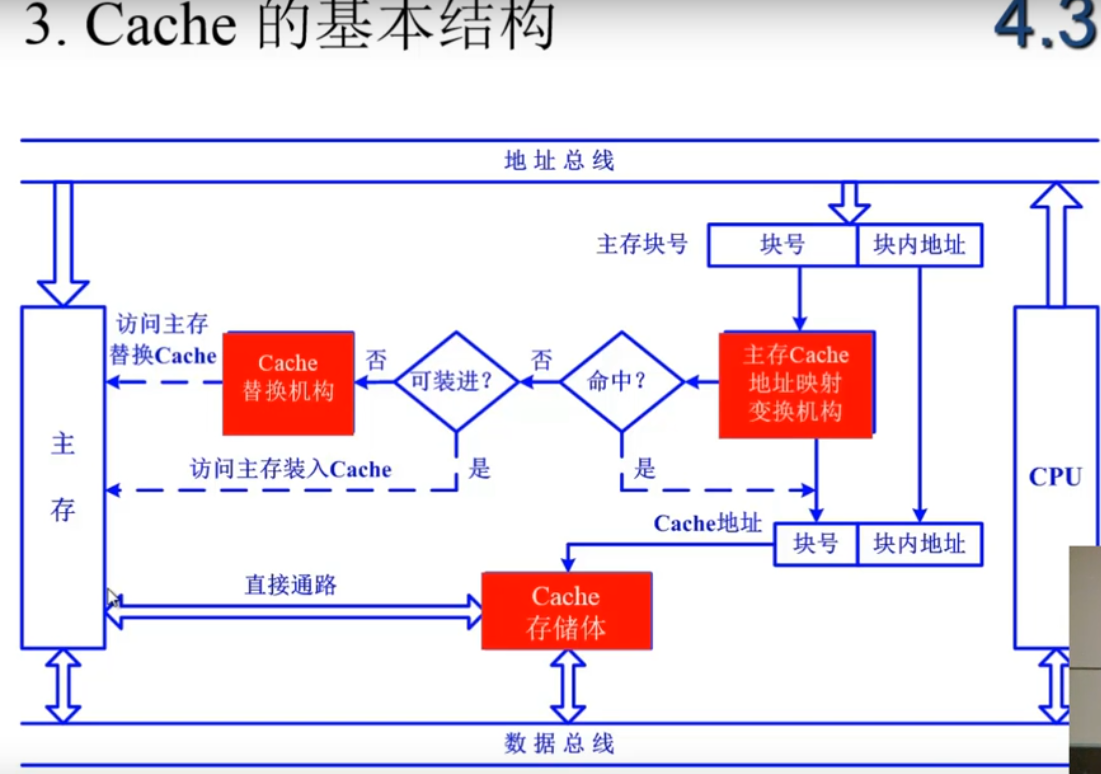 3. Cache 的基本结构
4.3
地址总线
主存块号
块号
块内地址
访问主存
替换Cache
Cache
替换机构
否
可装进?
否
命中?
主存Cache
地址映射
变换机构
主
存
访问主存装入Cache
是
是
CPU
Cache地址
块号
块内地址
直接通路
Cache
存储体
数据总线